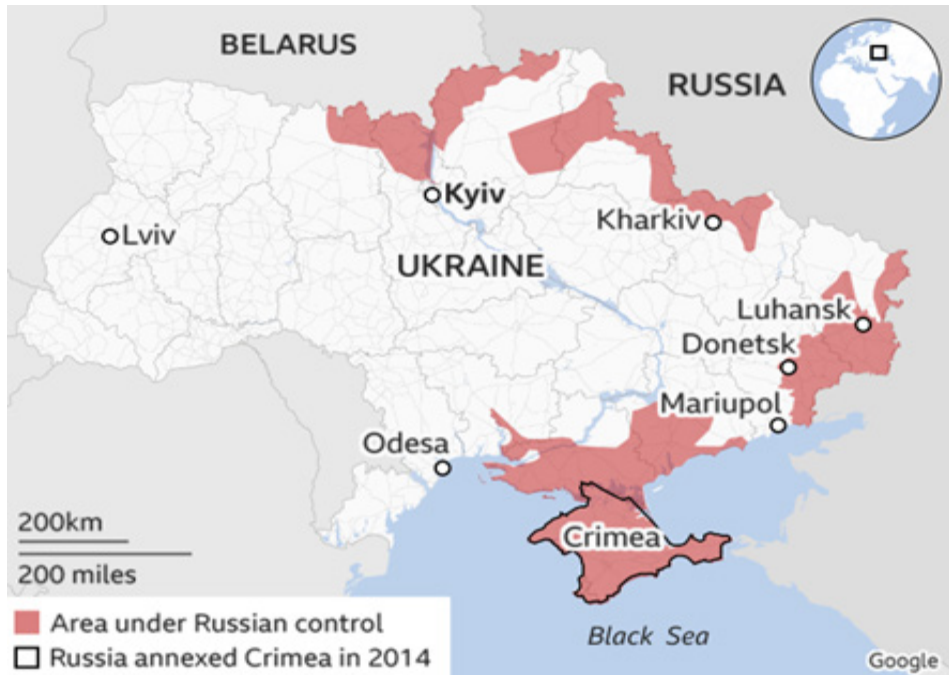 BELARUS
RUSSIA
Kyiv
Lviv
Kharkiv
UKRAINE
Luhansk
Donetsk
Mariupol
Odesa
200km
200 miles
Crimea
Area under Russian control
Black Sea
Russia annexed Crimea in 2014
Google